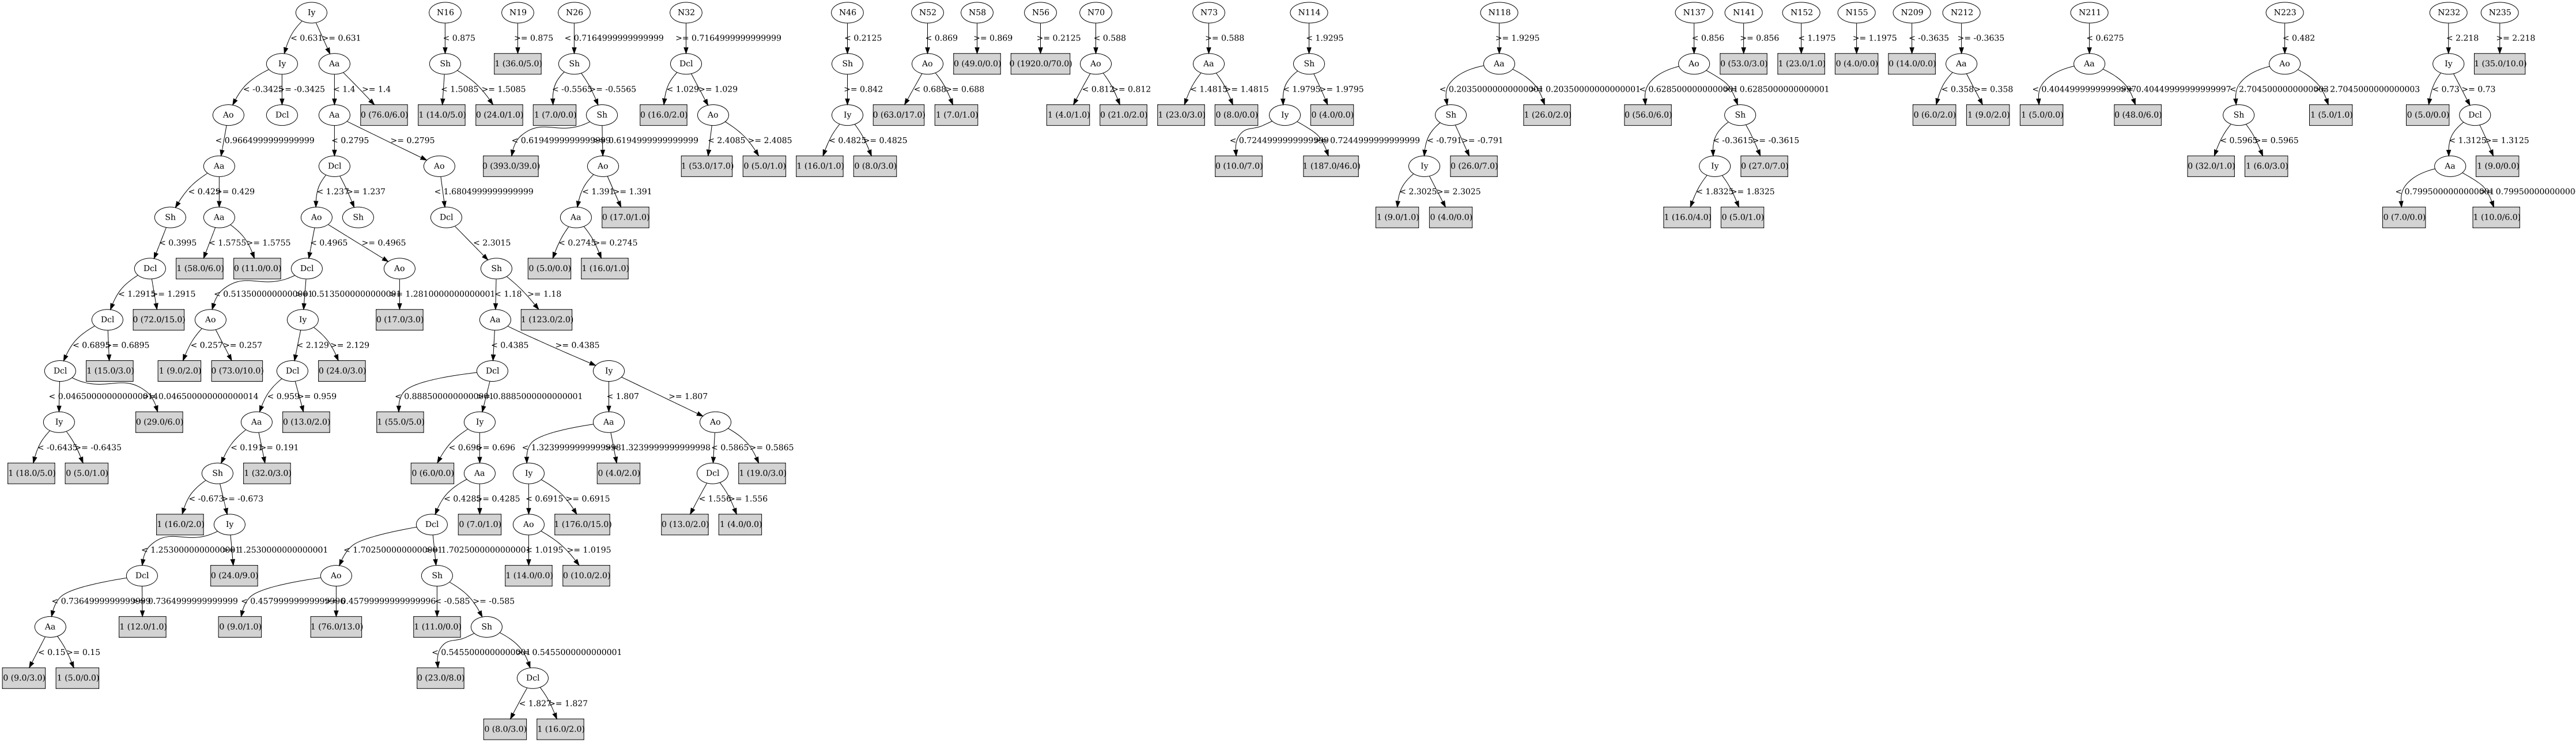 Iy N16 N19 N26 N32 N46 N52 N58 N56 N70 N73 N114 N118 N137 N141 N152 N155 N209 N212 N211 N223 N232 N235
< 0.631 >= 0.631 < 0.875 >= 0.875 < 0.7164999999999999 >= 0.7164999999999999 < 0.2125 < 0.869 >= 0.869 >= 0.2125 < 0.588 >= 0.588 < 1.9295 >= 1.9295 < 0.856 >= 0.856 < 1.1975 >= 1.1975 < -0.3635 >= -0.3635 < 0.6275 < 0.482 < 2.218 >= 2.218
Iy Aa Sh 1 (36.0/5.0) Sh Dcl Sh Ao 0 (49.0/0.0) 0 (1920.0/70.0) Ao Aa Sh Aa Ao 0 (53.0/3.0) 1 (23.0/1.0) 0 (4.0/0.0) 0 (14.0/0.0) Aa Aa Ao Iy 1 (35.0/10.0)
< -0.3425 >= -0.3425 < 1.4 >= 1.4 < 1.5085 >= 1.5085 < -0.5565 >= -0.5565 < 1.029 >= 1.029 >= 0.842 < 0.688 >= 0.688 < 0.812 >= 0.812 < 1.4815 >= 1.4815 < 1.9795 >= 1.9795 < 0.20350000000000001 >= 0.20350000000000001 < 0.6285000000000001 >= 0.6285000000000001 < 0.358 >= 0.358 < 0.40449999999999997 >= 0.40449999999999997 < 2.7045000000000003 >= 2.7045000000000003 < 0.73 >= 0.73
Ao Dcl Aa 0 (76.0/6.0) 1 (14.0/5.0) 0 (24.0/1.0) 1 (7.0/0.0) Sh 0 (16.0/2.0) Ao Iy 0 (63.0/17.0) 1 (7.0/1.0) 1 (4.0/1.0) 0 (21.0/2.0) 1 (23.0/3.0) 0 (8.0/0.0) Iy 0 (4.0/0.0) Sh 1 (26.0/2.0) 0 (56.0/6.0) Sh 0 (6.0/2.0) 1 (9.0/2.0) 1 (5.0/0.0) 0 (48.0/6.0) Sh 1 (5.0/1.0) 0 (5.0/0.0) Dcl
< 0.9664999999999999 < 0.2795 >= 0.2795 < 0.6194999999999999 >= 0.6194999999999999 < 2.4085 >= 2.4085 < 0.4825 >= 0.4825 < 0.7244999999999999 >= 0.7244999999999999 < -0.791 >= -0.791 < -0.3615 >= -0.3615 < 0.5965 >= 0.5965 < 1.3125 >= 1.3125
Aa Dcl Ao 0 (393.0/39.0) Ao 1 (53.0/17.0) 0 (5.0/1.0) 1 (16.0/1.0) 0 (8.0/3.0) 0 (10.0/7.0) 1 (187.0/46.0) Iy 0 (26.0/7.0) Iy 0 (27.0/7.0) 0 (32.0/1.0) 1 (6.0/3.0) Aa 1 (9.0/0.0)
< 0.429 >= 0.429 < 1.237 >= 1.237 < 1.6804999999999999 < 1.391 >= 1.391 < 2.3025 >= 2.3025 < 1.8325 >= 1.8325
Sh Aa Ao Sh Dcl Aa 0 (17.0/1.0) 1 (9.0/1.0) 0 (4.0/0.0) 1 (16.0/4.0) 0 (5.0/1.0) 0 (7.0/0.0) 1 (10.0/6.0)
< 0.3995 < 1.5755 >= 1.5755 < 0.4965 >= 0.4965 < 2.3015 < 0.2745 >= 0.2745
Dcl 1 (58.0/6.0) 0 (11.0/0.0) Dcl Ao Sh 0 (5.0/0.0) 1 (16.0/1.0)
< 1.2915 >= 1.2915 < 0.5135000000000001 >= 0.5135000000000001 >= 1.2810000000000001 < 1.18 >= 1.18
Dcl 0 (72.0/15.0) Ao Iy 0 (17.0/3.0) Aa 1 (123.0/2.0)
< 0.6895 >= 0.6895 < 0.257 >= 0.257 < 2.129 >= 2.129 < 0.4385 >= 0.4385
Dcl 1 (15.0/3.0) 1 (9.0/2.0) 0 (73.0/10.0) Dcl 0 (24.0/3.0) Dcl Iy
< 0.046500000000000014 >= 0.046500000000000014 < 0.959 >= 0.959 < 0.8885000000000001 >= 0.8885000000000001 < 1.807 >= 1.807
Iy 0 (29.0/6.0) Aa 0 (13.0/2.0) 1 (55.0/5.0) Iy Aa Ao
< -0.6435 >= -0.6435 < 0.191 >= 0.191 < 0.696 >= 0.696 < 1.3239999999999998 >= 1.3239999999999998 < 0.5865 >= 0.5865
1 (18.0/5.0) 0 (5.0/1.0) Sh 1 (32.0/3.0) 0 (6.0/0.0) Aa Iy 0 (4.0/2.0) Dcl 1 (19.0/3.0)
< -0.673 >= -0.673 < 0.4285 >= 0.4285 < 0.6915 >= 0.6915 < 1.556 >= 1.556
1 (16.0/2.0) Iy Dcl 0 (7.0/1.0) Ao 1 (176.0/15.0) 0 (13.0/2.0) 1 (4.0/0.0)
< 1.2530000000000001 >= 1.2530000000000001 < 1.7025000000000001 >= 1.7025000000000001 < 1.0195 >= 1.0195
Dcl 0 (24.0/9.0) Ao Sh 1 (14.0/0.0) 0 (10.0/2.0)
< 0.7364999999999999 >= 0.7364999999999999 < 0.45799999999999996 >= 0.45799999999999996 < -0.585 >= -0.585
Aa 1 (12.0/1.0) 0 (9.0/1.0) 1 (76.0/13.0) 1 (11.0/0.0) Sh
< 0.15 >= 0.15 < 0.5455000000000001 >= 0.5455000000000001
0 (9.0/3.0) 1 (5.0/0.0) 0 (23.0/8.0) Dcl
< 1.827 >= 1.827
0 (8.0/3.0) 1 (16.0/2.0)